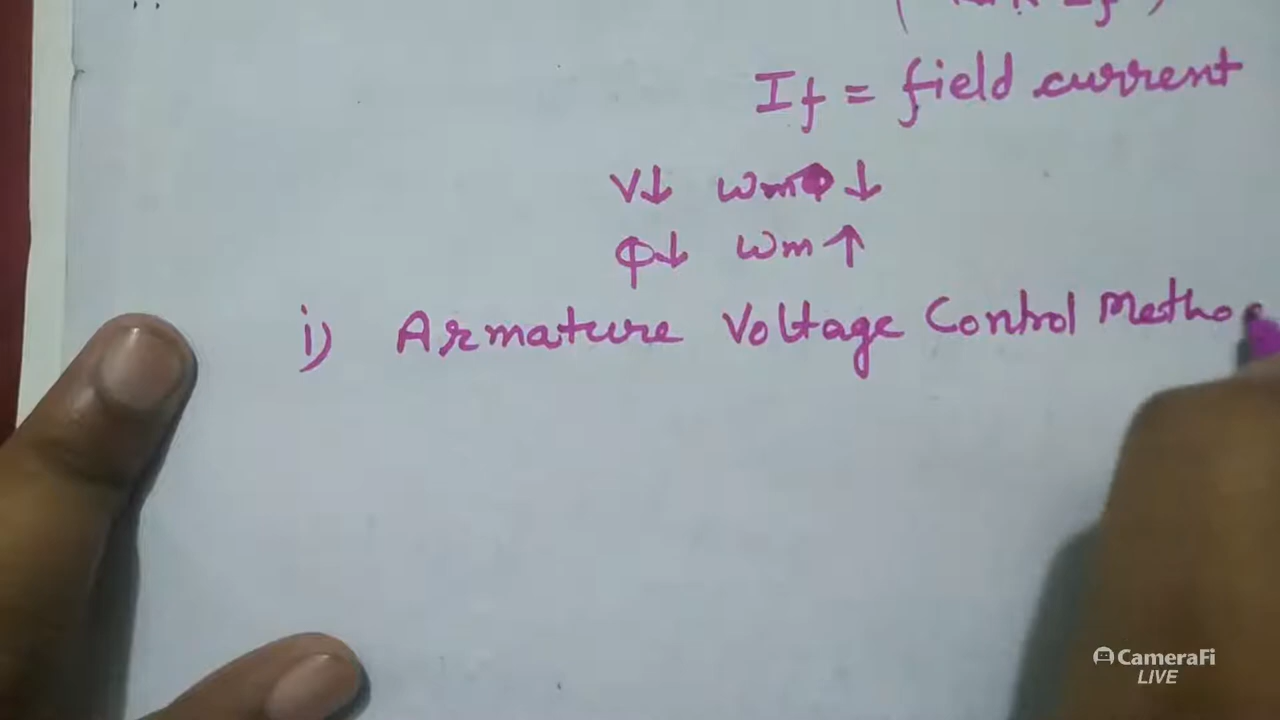 If = field current
V↓ ωm ↓
Φ↓ ωm ↑
i) Armature Voltage Control Metho
CameraFi
LIVE